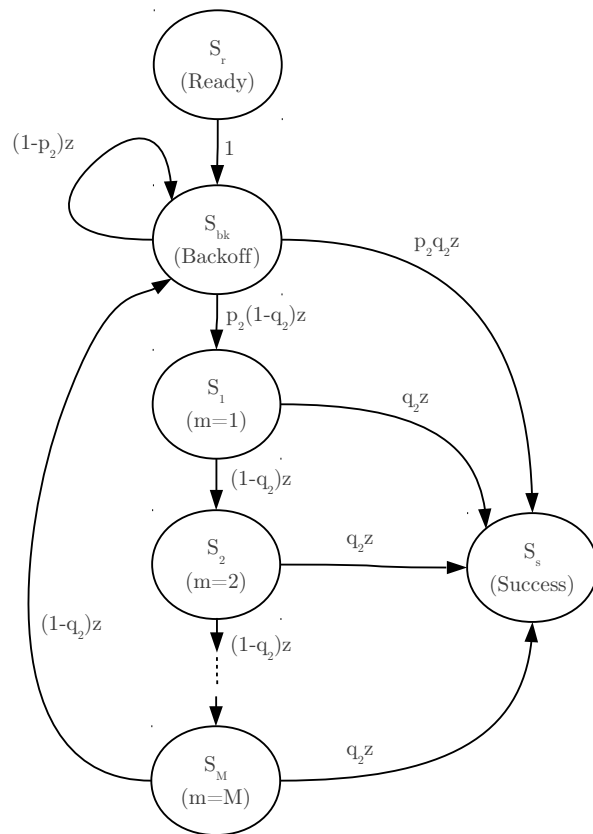 S_r
(Ready)
(1-p_2)z
1
S_bk
(Backoff)
p_2q_2z
p_2(1-q_2)z
S_1
(m=1)
q_2z
(1-q_2)z
S_2
(m=2)
q_2z
S_s
(Success)
(1-q_2)z
(1-q_2)z
S_M
(m=M)
q_2z